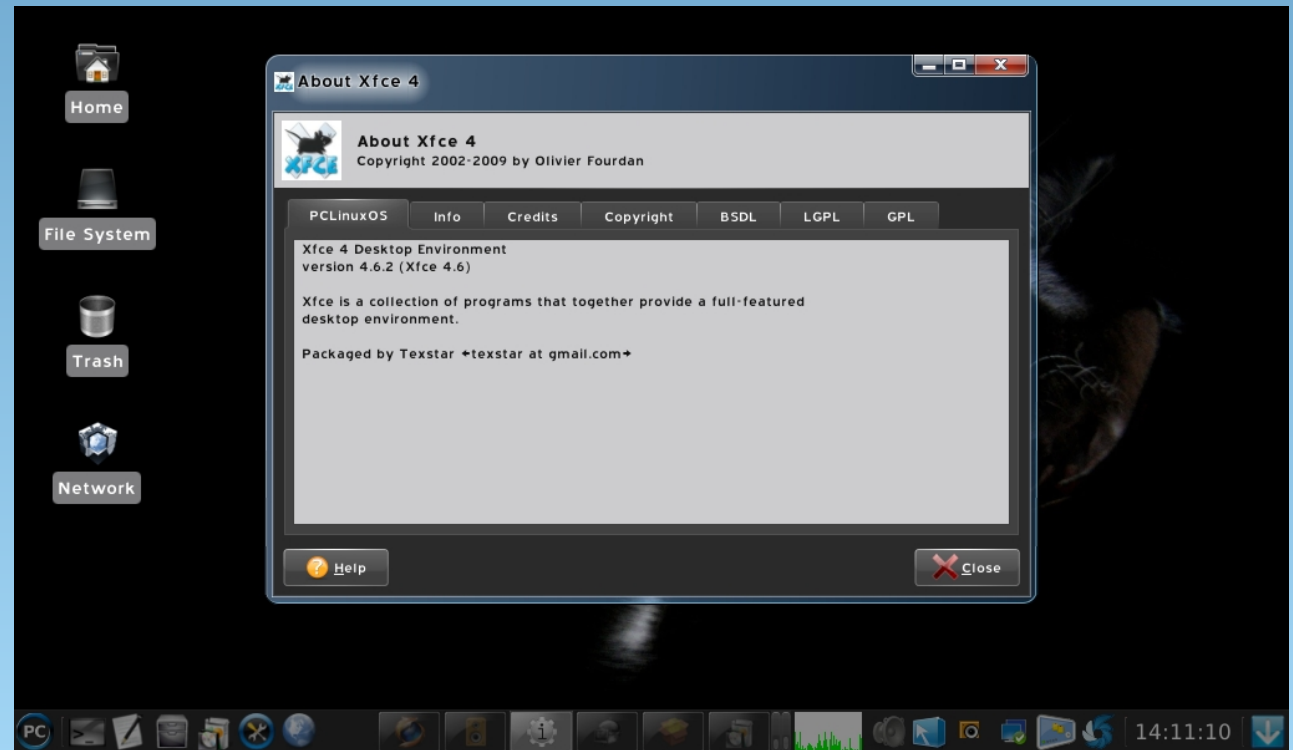 Home
File System
Trash
Network
About Xfce 4
XFCE
About Xfce 4
Copyright 2002-2009 by Olivier Fourdan
PCLinuxOS Info Credits Copyright BSDL LGPL GPL
Xfce 4 Desktop Environment
version 4.6.2 (Xfce 4.6)
Xfce is a collection of programs that together provide a full-featured
desktop environment.
Packaged by Texstar ←texstar at gmail.com→
Help Close
PC 14:11:10